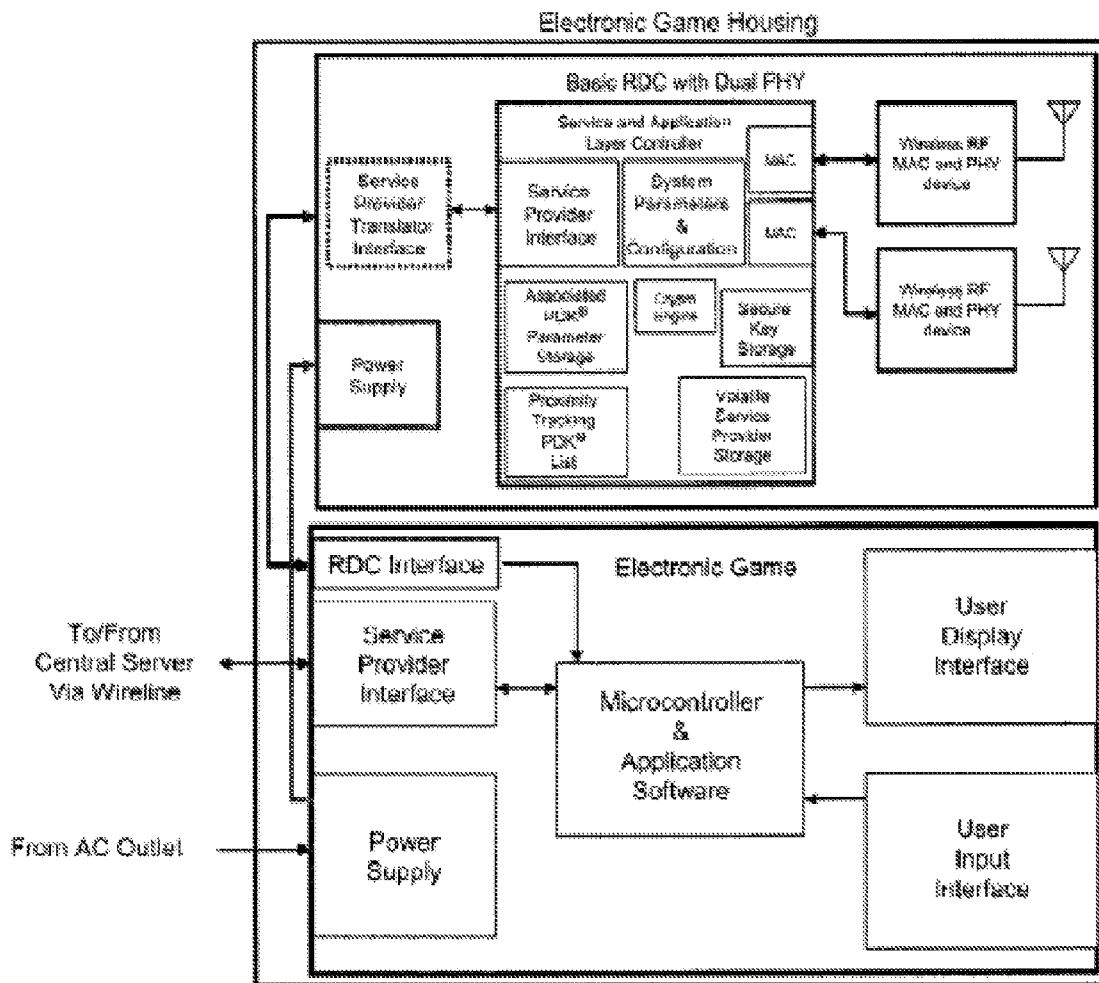 Electronic Game Housing
Basic RDC with Dual PHY
Service and Application
Layer Controller
MAC
MAC
Wireless RF
MAC and PHY
device
Wireless RF
MAC and PHY
device
Service
Provider
Translator
Interface
Service
Provider
Interface
System
Parameters
&
Configuration
Associated
PDK®
Parameter
Storage
Crypto
Engine
Secure
Key
Storage
Power
Supply
Proximity
Tracking
PDK®
List
Volatile
Service
Provider
Storage
RDC Interface
Electronic Game
User
Display
Interface
To/From
Central Server
Via Wireline
Service
Provider
Interface
Microcontroller
&
Application
Software
From AC Outlet
Power
Supply
User
Input
Interface